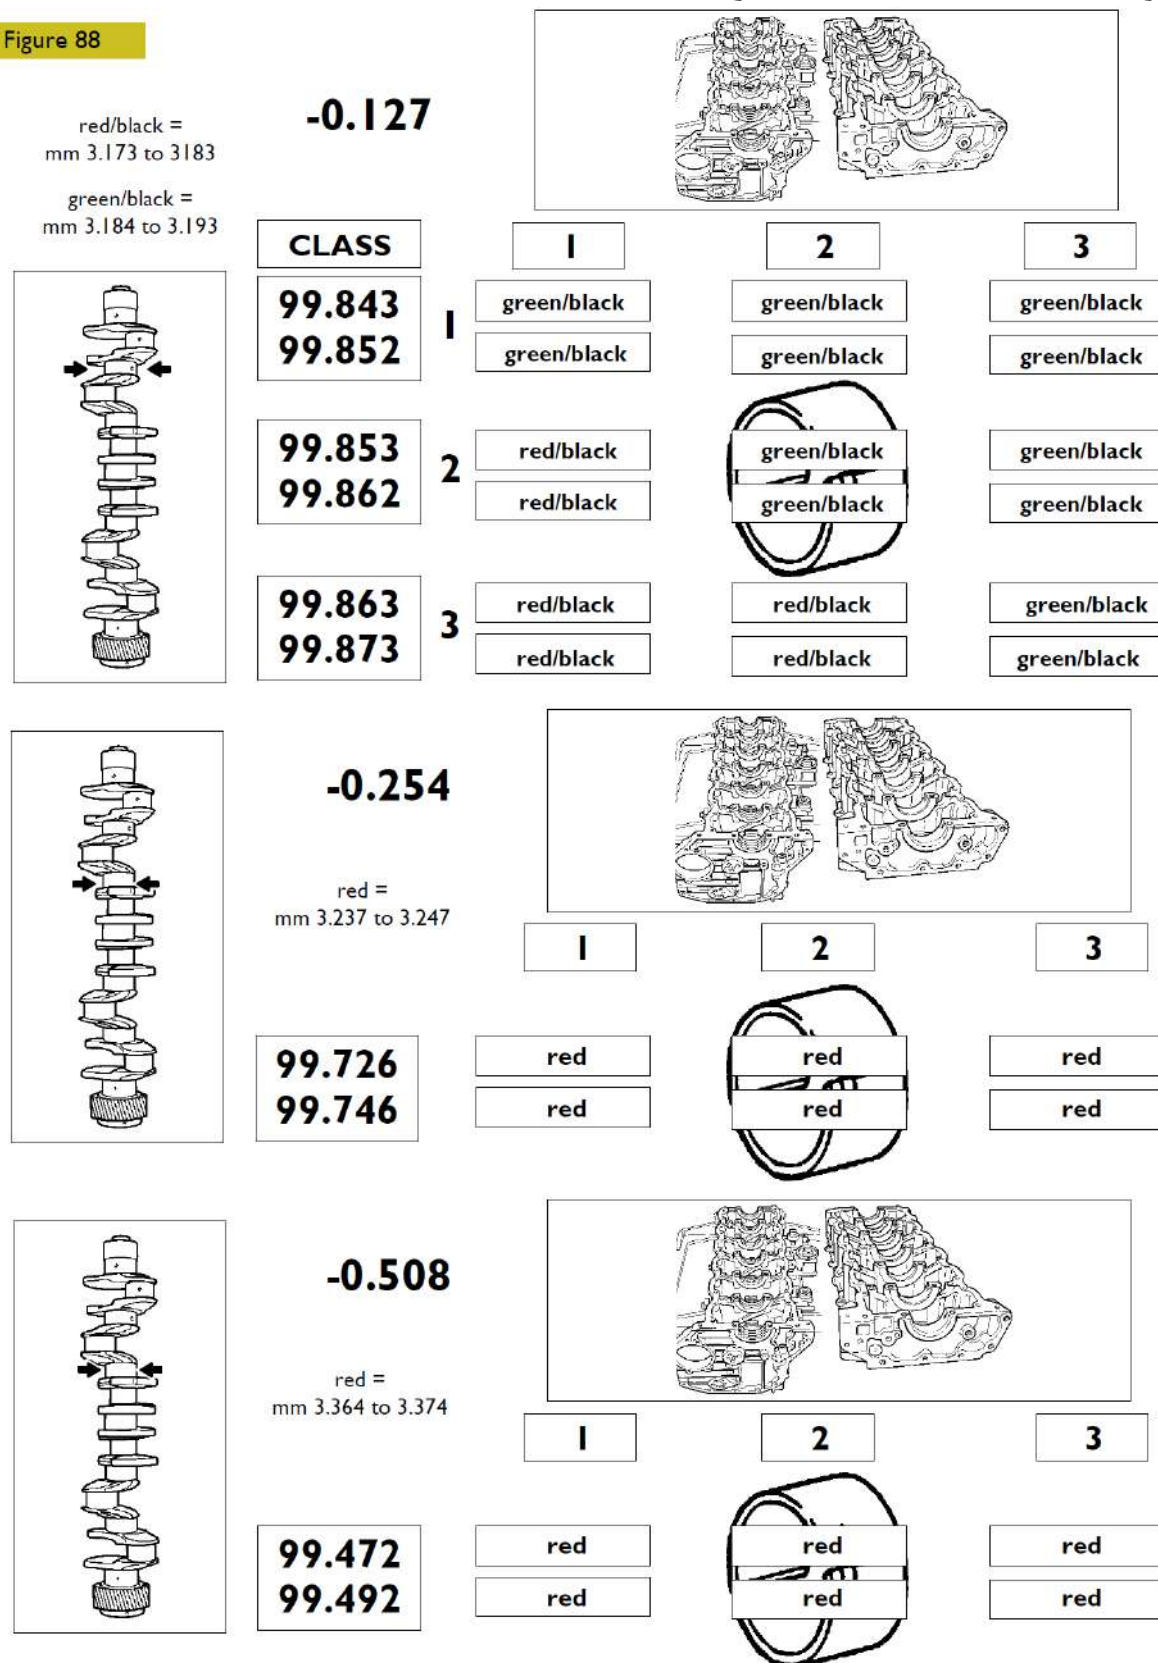 Figure 88
red/black =
mm 3.173 to 3183
green/black =
mm 3.184 to 3.193
-0.127
CLASS
1
2
3
99.843
99.852
1
green/black
green/black
green/black
green/black
green/black
green/black
99.853
99.862
2
red/black
green/black
green/black
red/black
green/black
green/black
99.863
99.873
3
red/black
red/black
green/black
red/black
red/black
green/black
-0.254
red =
mm 3.237 to 3.247
1
2
3
99.726
99.746
red
red
red
red
red
red
-0.508
red =
mm 3.364 to 3.374
1
2
3
99.472
99.492
red
red
red
red
red
red